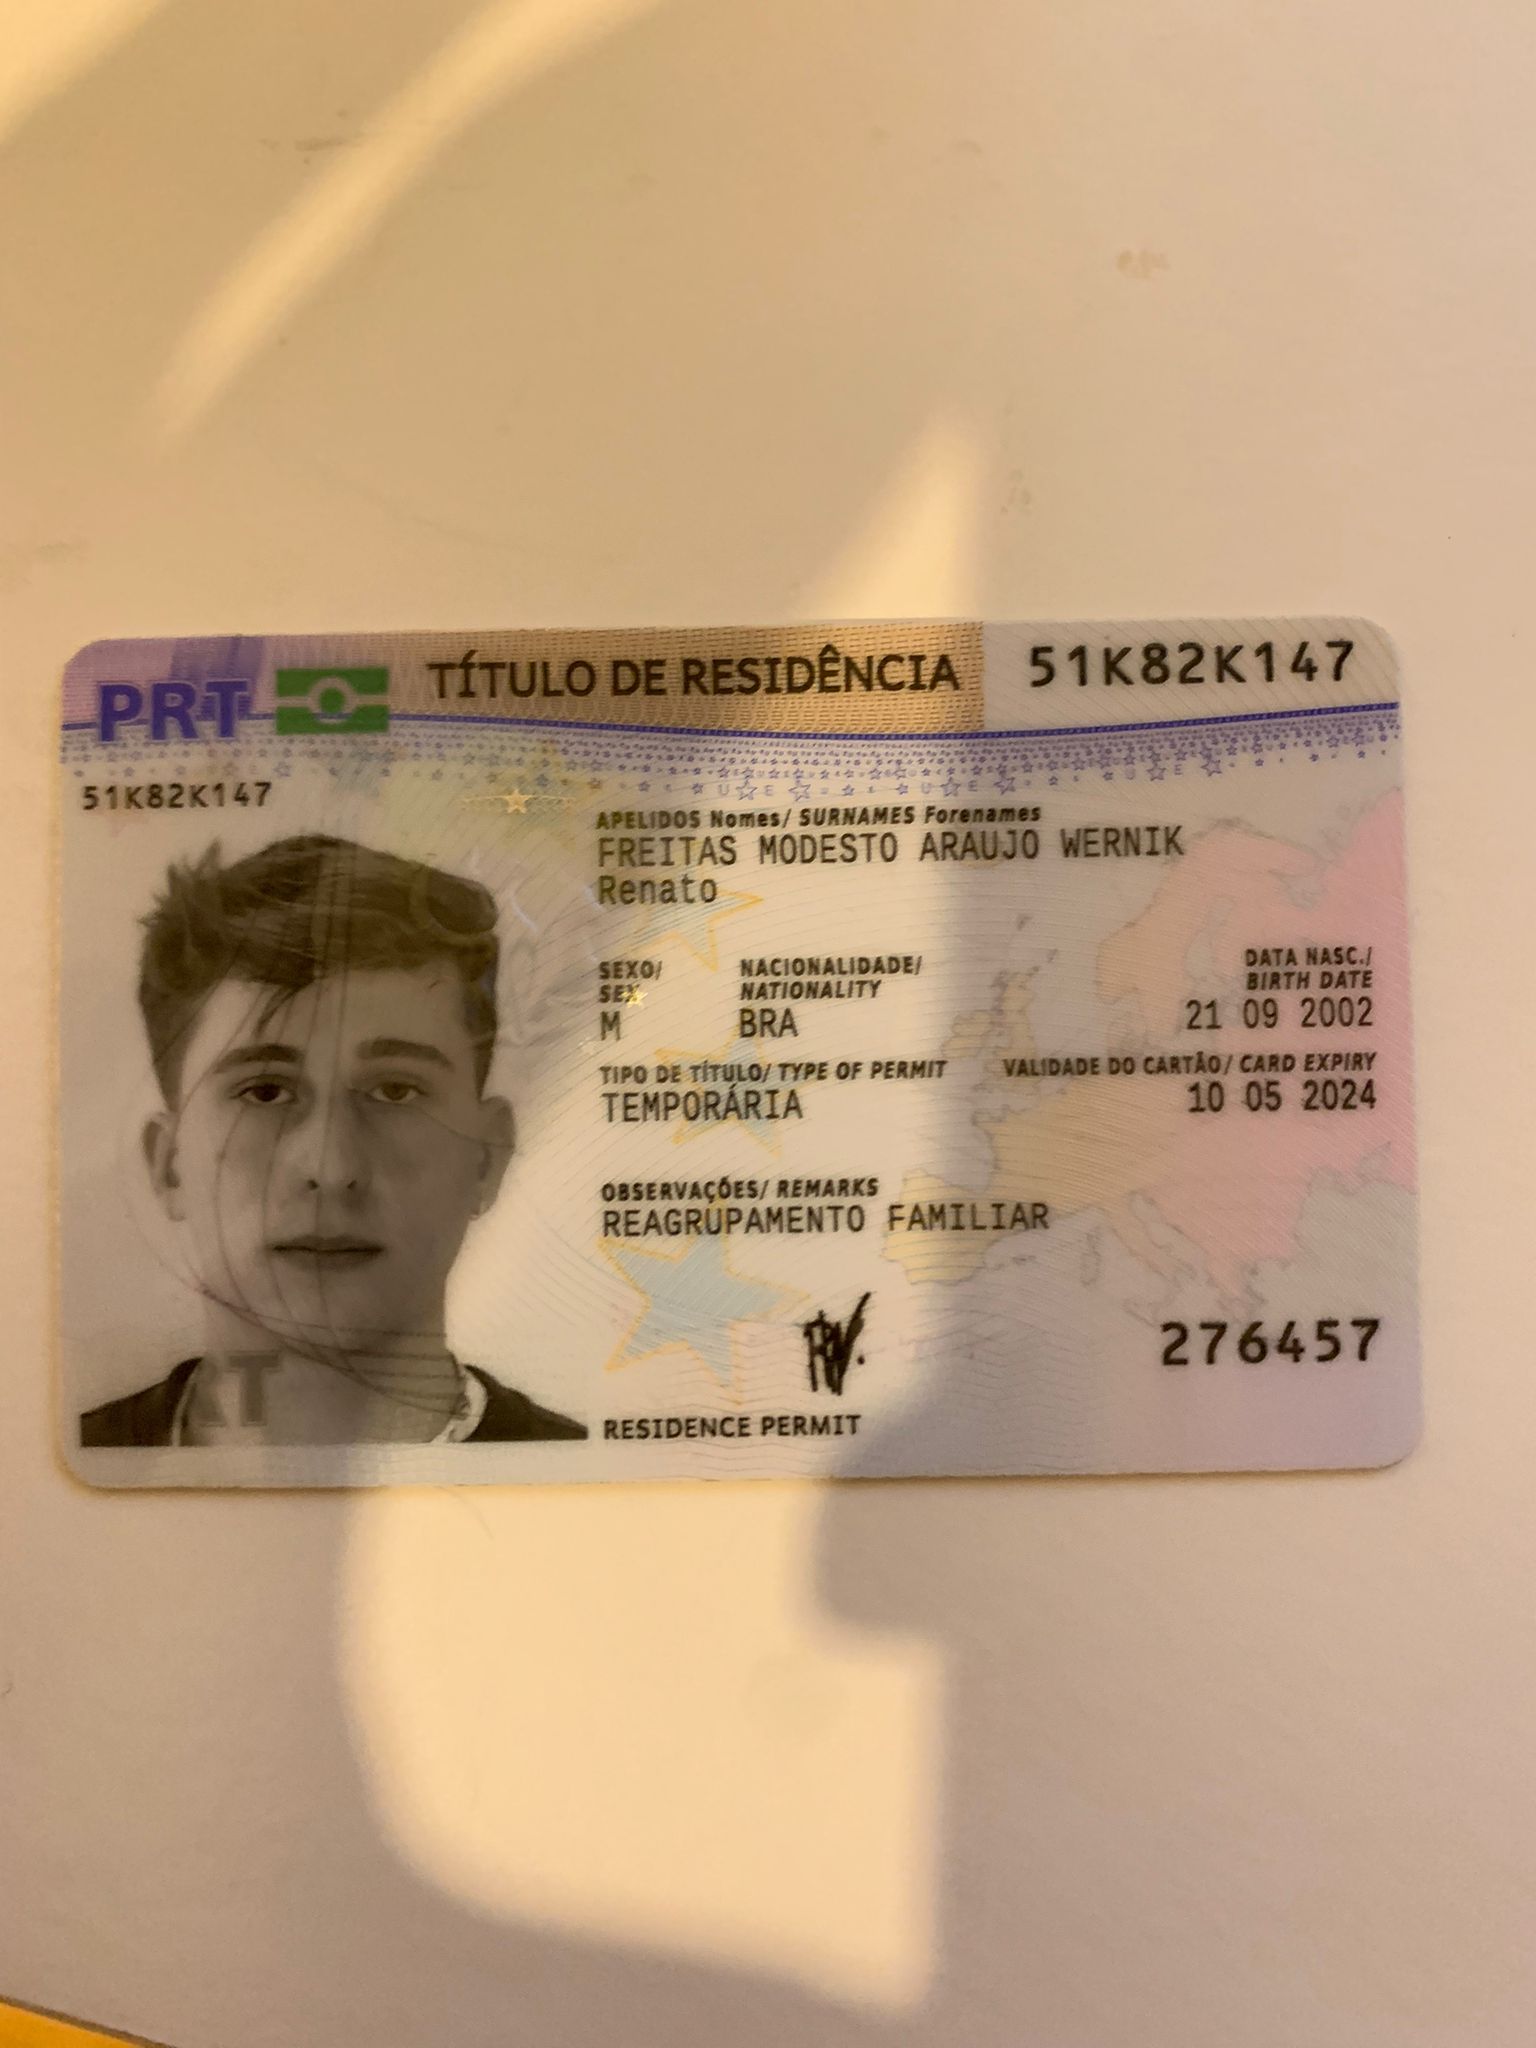 PRT TÍTULO DE RESIDÊNCIA 51K82K147
51K82K147
APELIDOS Nomes/ SURNAMES Forenames
FREITAS MODESTO ARAUJO WERNIK
Renato
SEXO/ NACIONALIDADE/ DATA NASC./
SEX NATIONALITY BIRTH DATE
M BRA 21 09 2002
TIPO DE TÍTULO/ TYPE OF PERMIT VALIDADE DO CARTÃO/ CARD EXPIRY
TEMPORÁRIA 10 05 2024
OBSERVAÇÕES/ REMARKS
REAGRUPAMENTO FAMILIAR
276457
RESIDENCE PERMIT